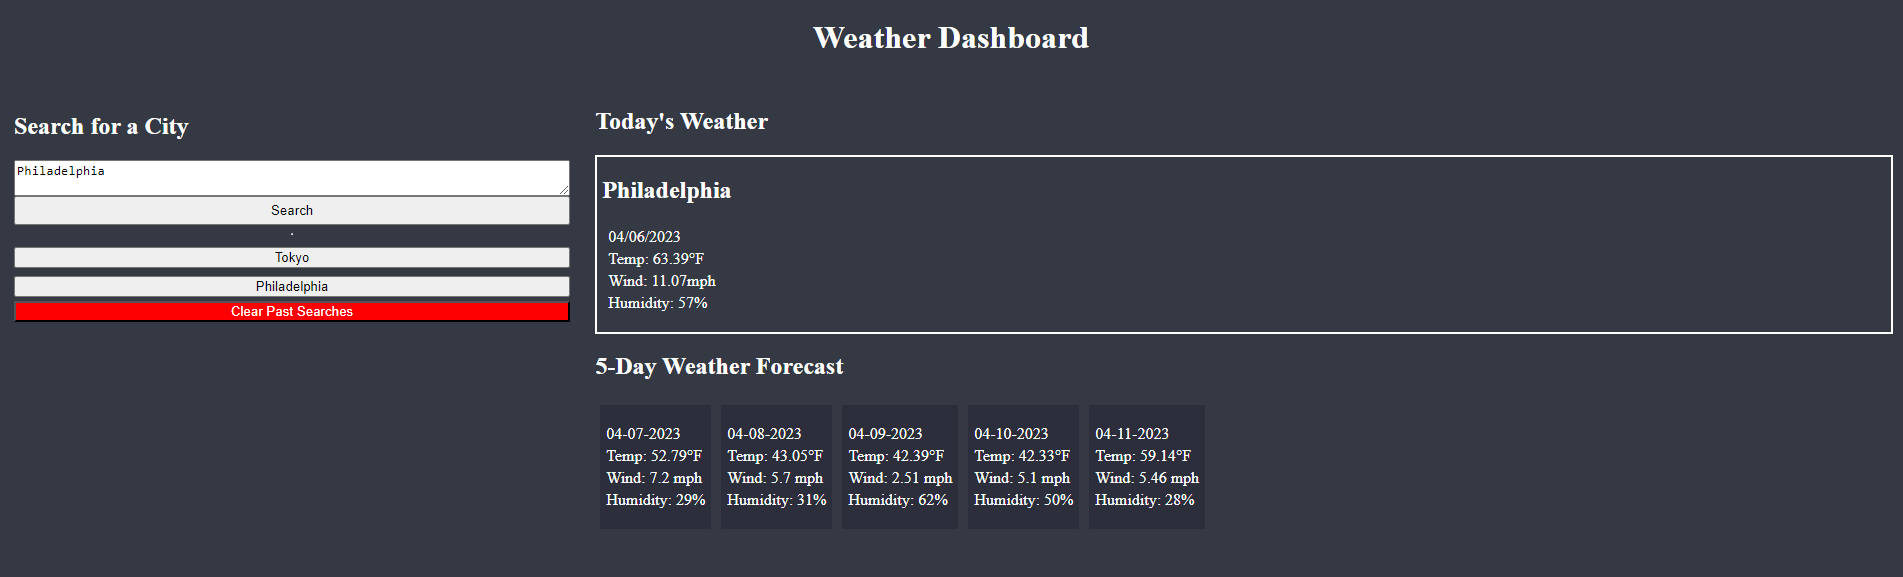 Weather Dashboard
Search for a City
Philadelphia
Search
.
Tokyo
Philadelphia
Clear Past Searches
Today's Weather
Philadelphia
04/06/2023
Temp: 63.39°F
Wind: 11.07mph
Humidity: 57%
5-Day Weather Forecast
04-07-2023
Temp: 52.79°F
Wind: 7.2 mph
Humidity: 29%
04-08-2023
Temp: 43.05°F
Wind: 5.7 mph
Humidity: 31%
04-09-2023
Temp: 42.39°F
Wind: 2.51 mph
Humidity: 62%
04-10-2023
Temp: 42.33°F
Wind: 5.1 mph
Humidity: 50%
04-11-2023
Temp: 59.14°F
Wind: 5.46 mph
Humidity: 28%